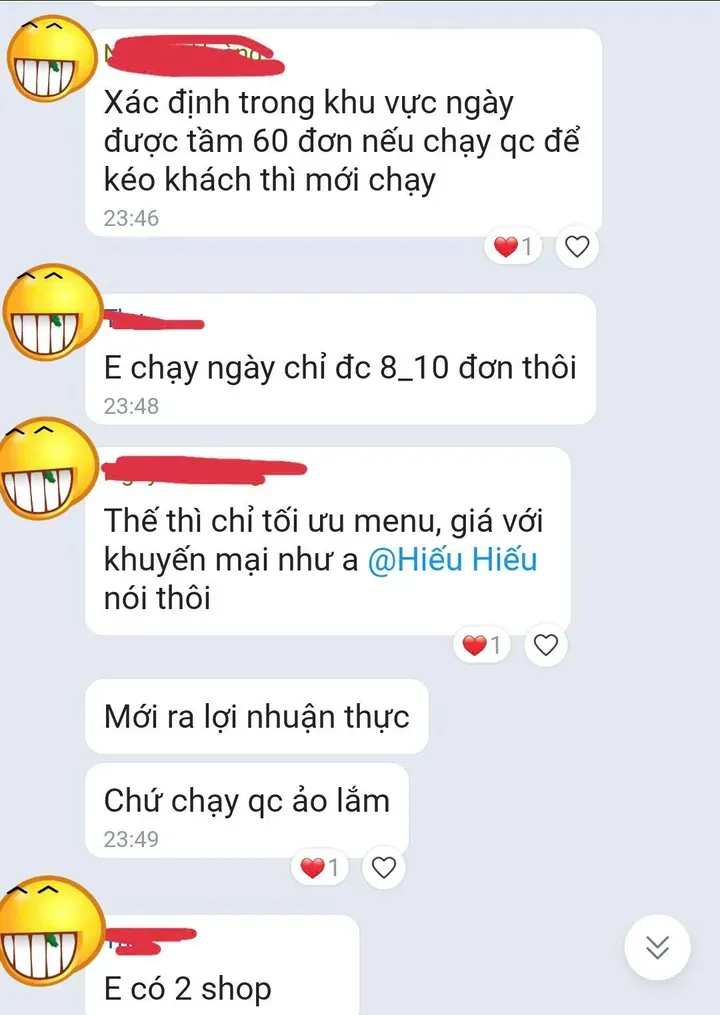 Xác định trong khu vực ngày
được tầm 60 đơn nếu chạy qc để
kéo khách thì mới chạy
23:46
1
E chạy ngày chỉ đc 8_10 đơn thôi
23:48
Thế thì chỉ tối ưu menu, giá với
khuyến mại như a @Hiếu Hiếu
nói thôi
1
Mới ra lợi nhuận thực
Chứ chạy qc ảo lắm
23:49
1
E có 2 shop